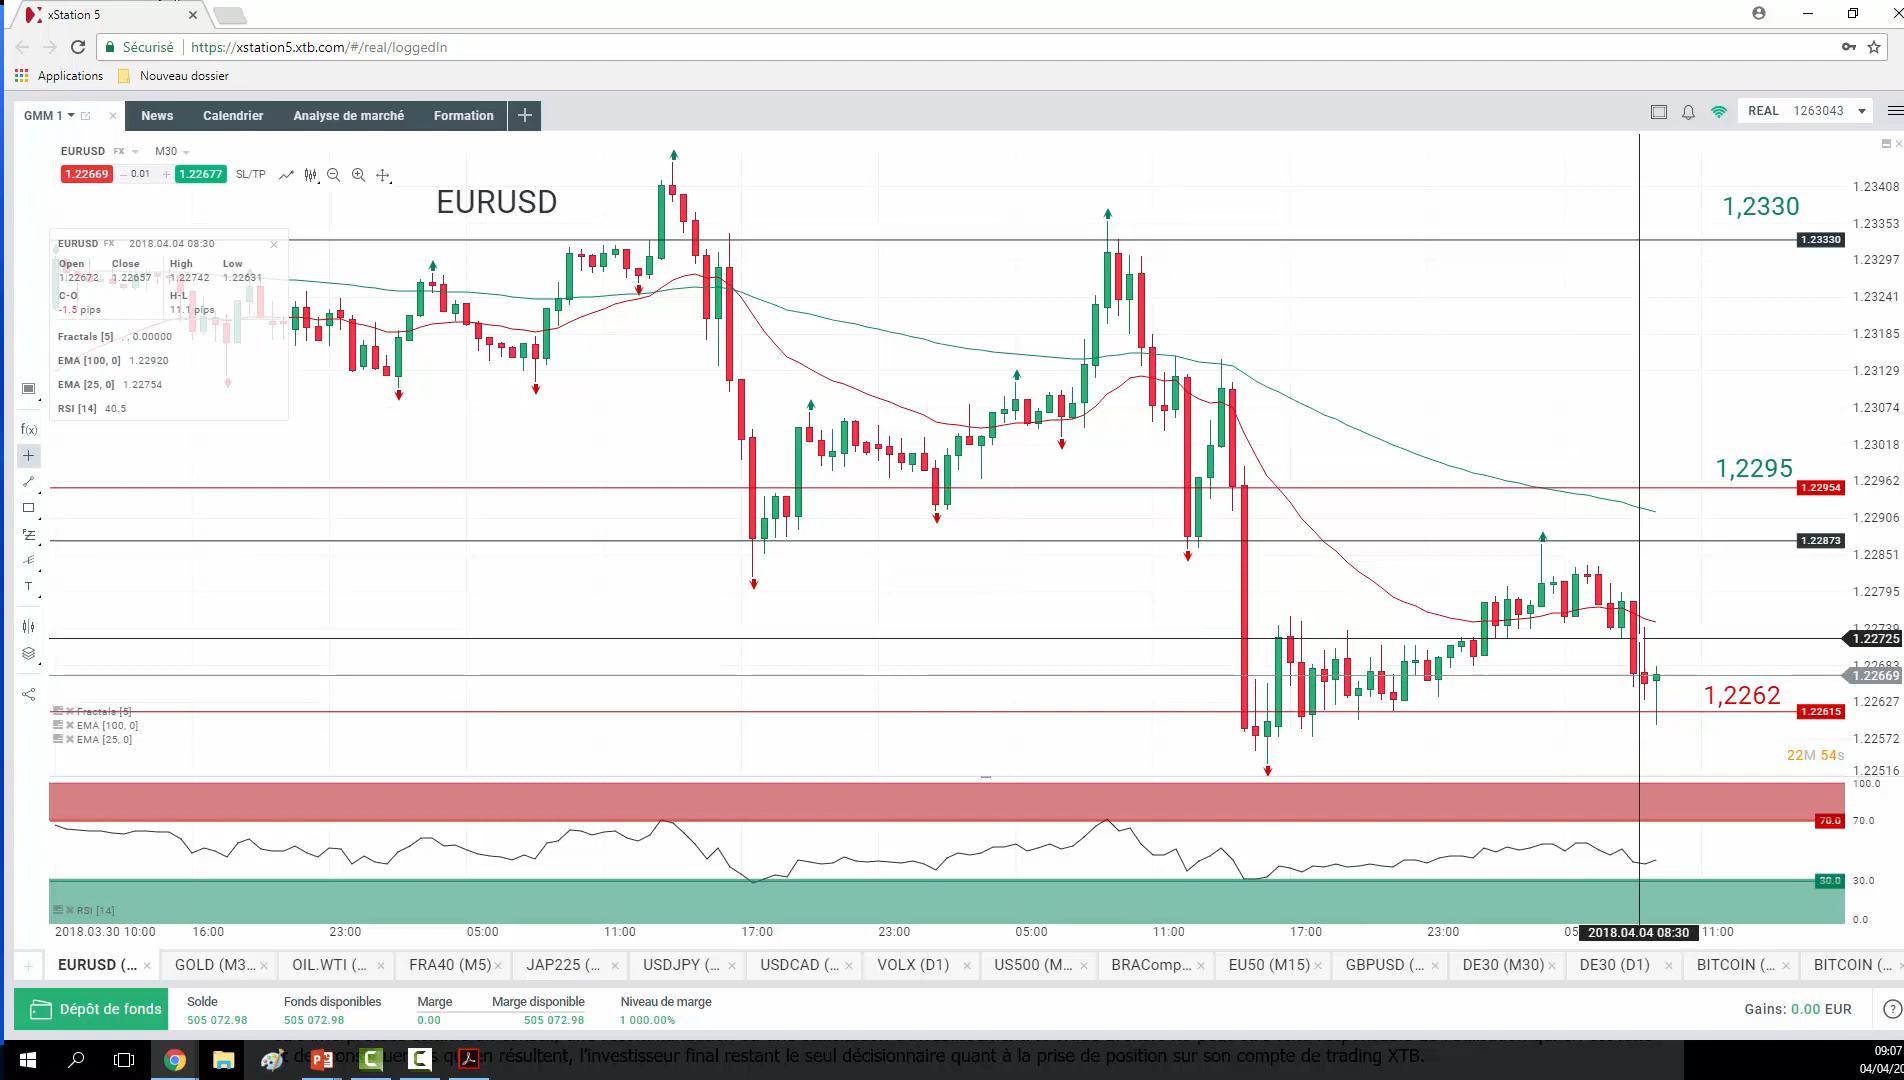 xStation 5
Sécurisé https://xstation5.xtb.com/#/real/loggedIn
Applications Nouveau dossier
GMM 1 News Calendrier Analyse de marché Formation REAL 1263043
EURUSD FX M30
1.22669 0.01 1.22677 SL/TP
EURUSD
1,2330
EURUSD FX 2018.04.04 08:30
Open Close High Low
1.22672 1.22657 1.22742 1.22631
C-O H-L
-1.5 pips 11.1 pips
Fractals [5] , , 0.00000
EMA [100, 0] 1.22920
EMA [25, 0] 1.22754
RSI [14] 40.5
f(x)
T
1.23408
1.23353
1.23330
1.23297
1.23241
1.23185
1.23129
1.23074
1.23018
1,2295
1.22962
1.22954
1.22906
1.22873
1.22851
1.22795
1.22739
1.22725
1.22683
1.22669
1,2262
1.22627
1.22615
1.22572
22M 54s
1.22516
Fractals [5]
EMA [100, 0]
EMA [25, 0]
100.0
70.0 70.0
30.0 30.0
0.0
RSI [14]
2018.03.30 10:00 16:00 23:00 05:00 11:00 17:00 23:00 05:00 11:00 17:00 23:00 2018.04.04 08:30 11:00
EURUSD (... GOLD (M3... OIL.WTI (... FRA40 (M5) JAP225 (... USDJPY (... USDCAD (... VOLX (D1) US500 (M... BRAComp... EU50 (M15) GBPUSD (... DE30 (M30) DE30 (D1) BITCOIN (... BITCOIN (...
Dépôt de fonds
Solde Fonds disponibles Marge Marge disponible Niveau de marge
505 072.98 505 072.98 0.00 505 072.98 1 000.00%
Gains: 0.00 EUR
résultent, l'investisseur final restant le seul décisionnaire quant à la prise de position sur son compte de trading XTB.
09:07
04/04/20